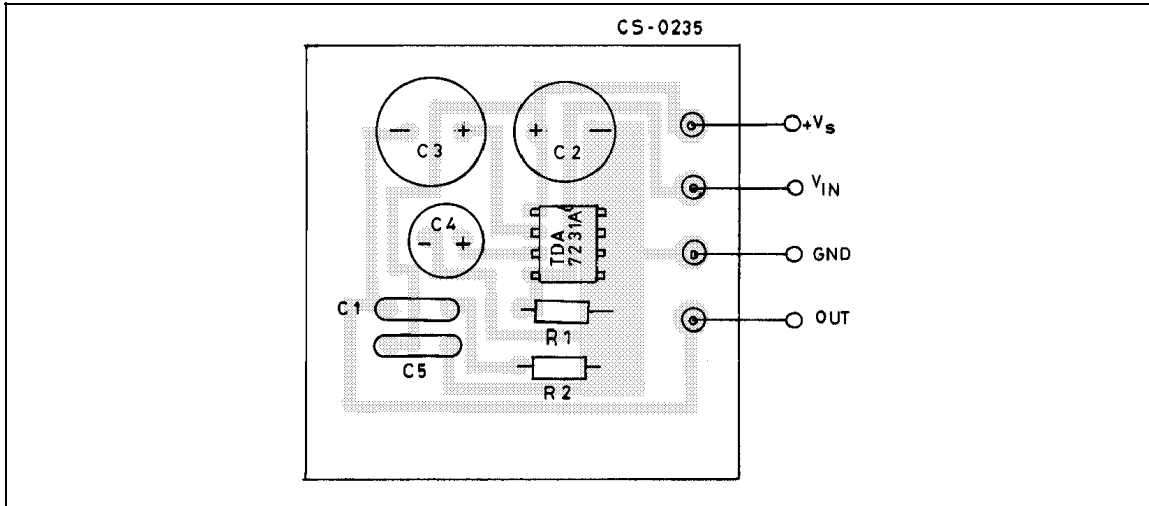 CS-0235
− + C3
+ − C2
+Vs
VIN
C4
− +
TDA
7231A
GND
C1
R1
OUT
C5
R2